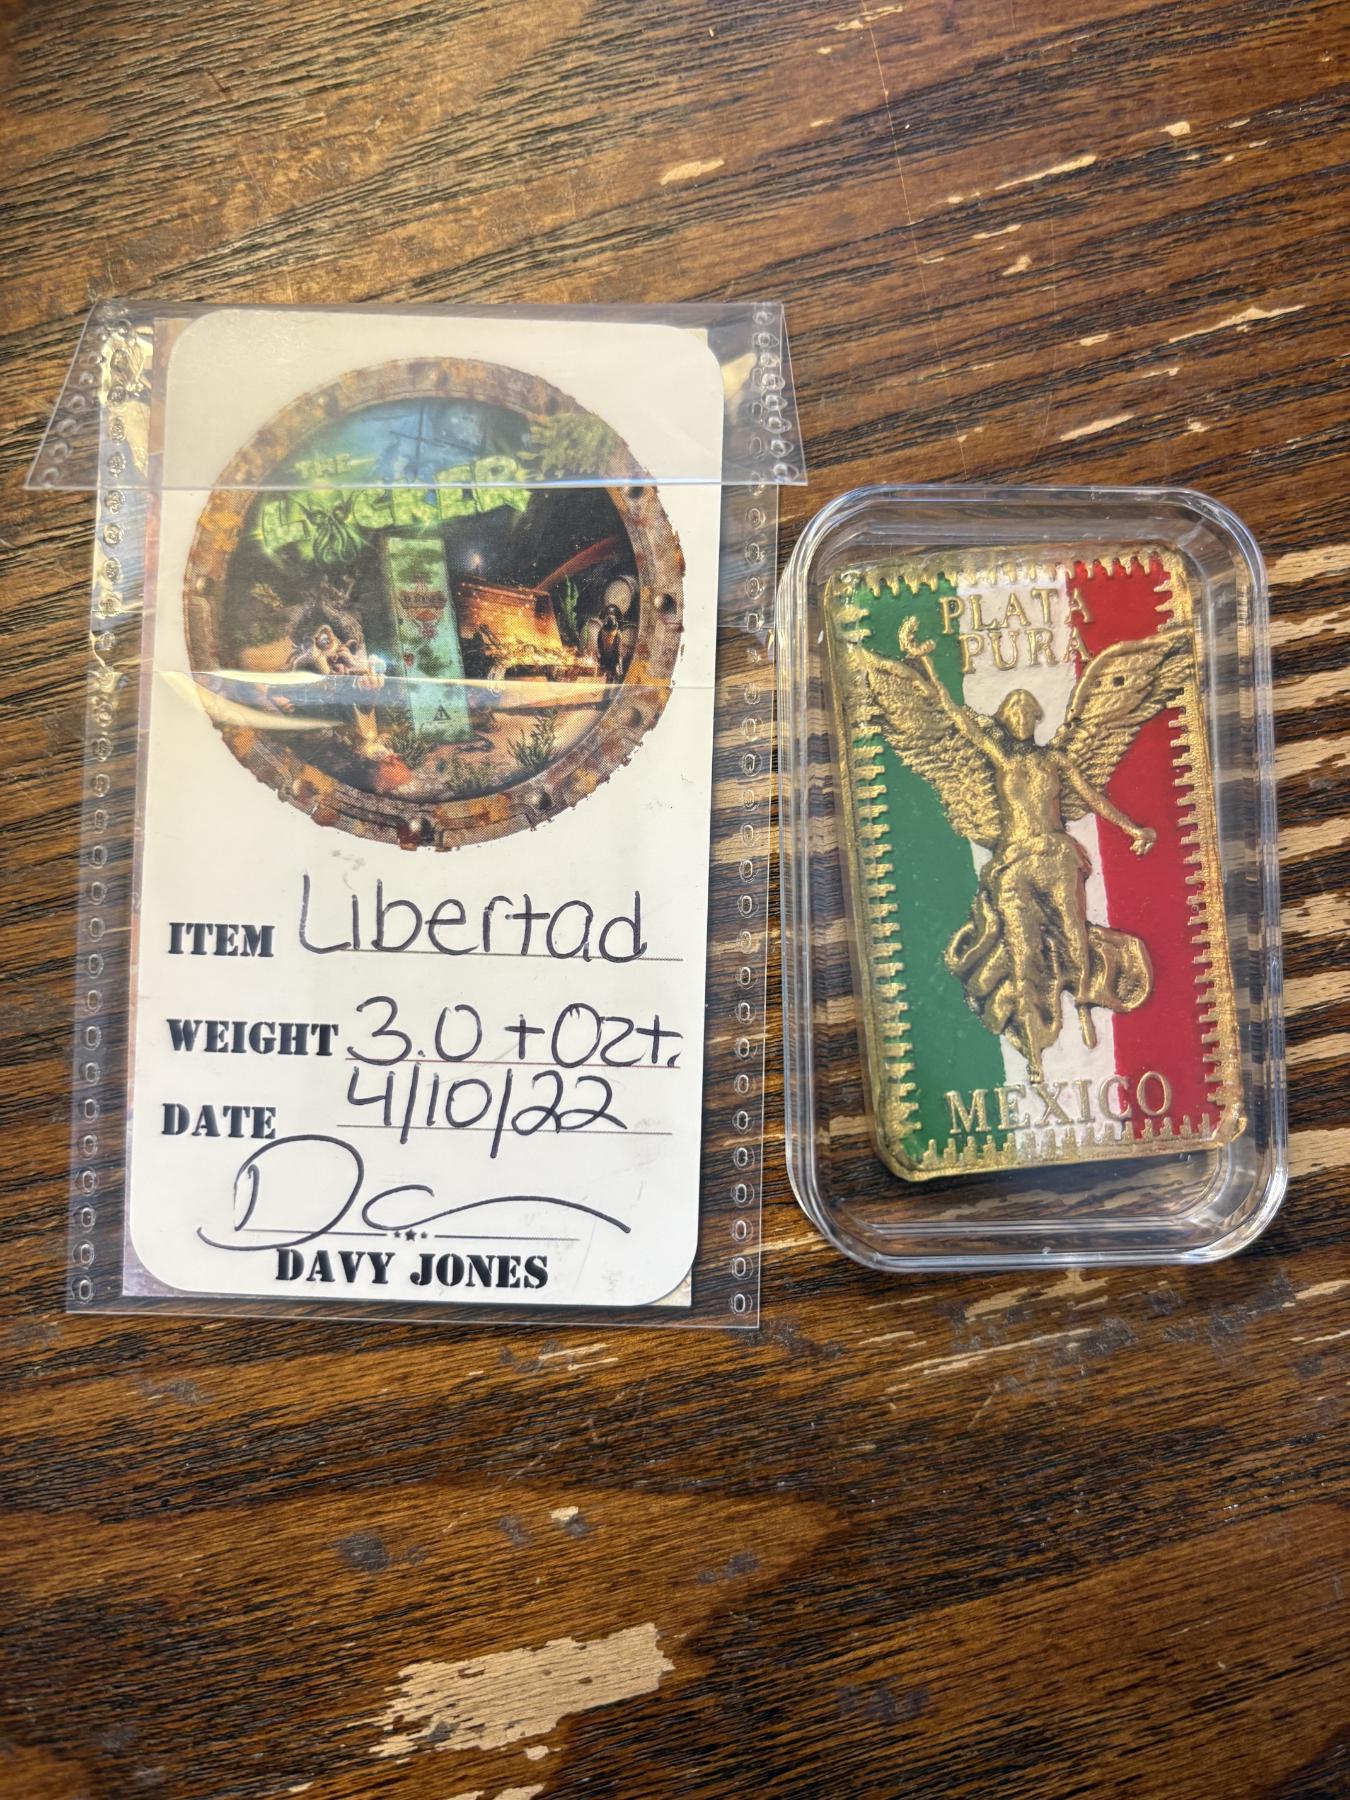 THE
LOCKER
ITEM Libertad
WEIGHT 3.0 + Ozt.
DATE 4/10/22
DAVY JONES
PLATA
PURA
MEXICO